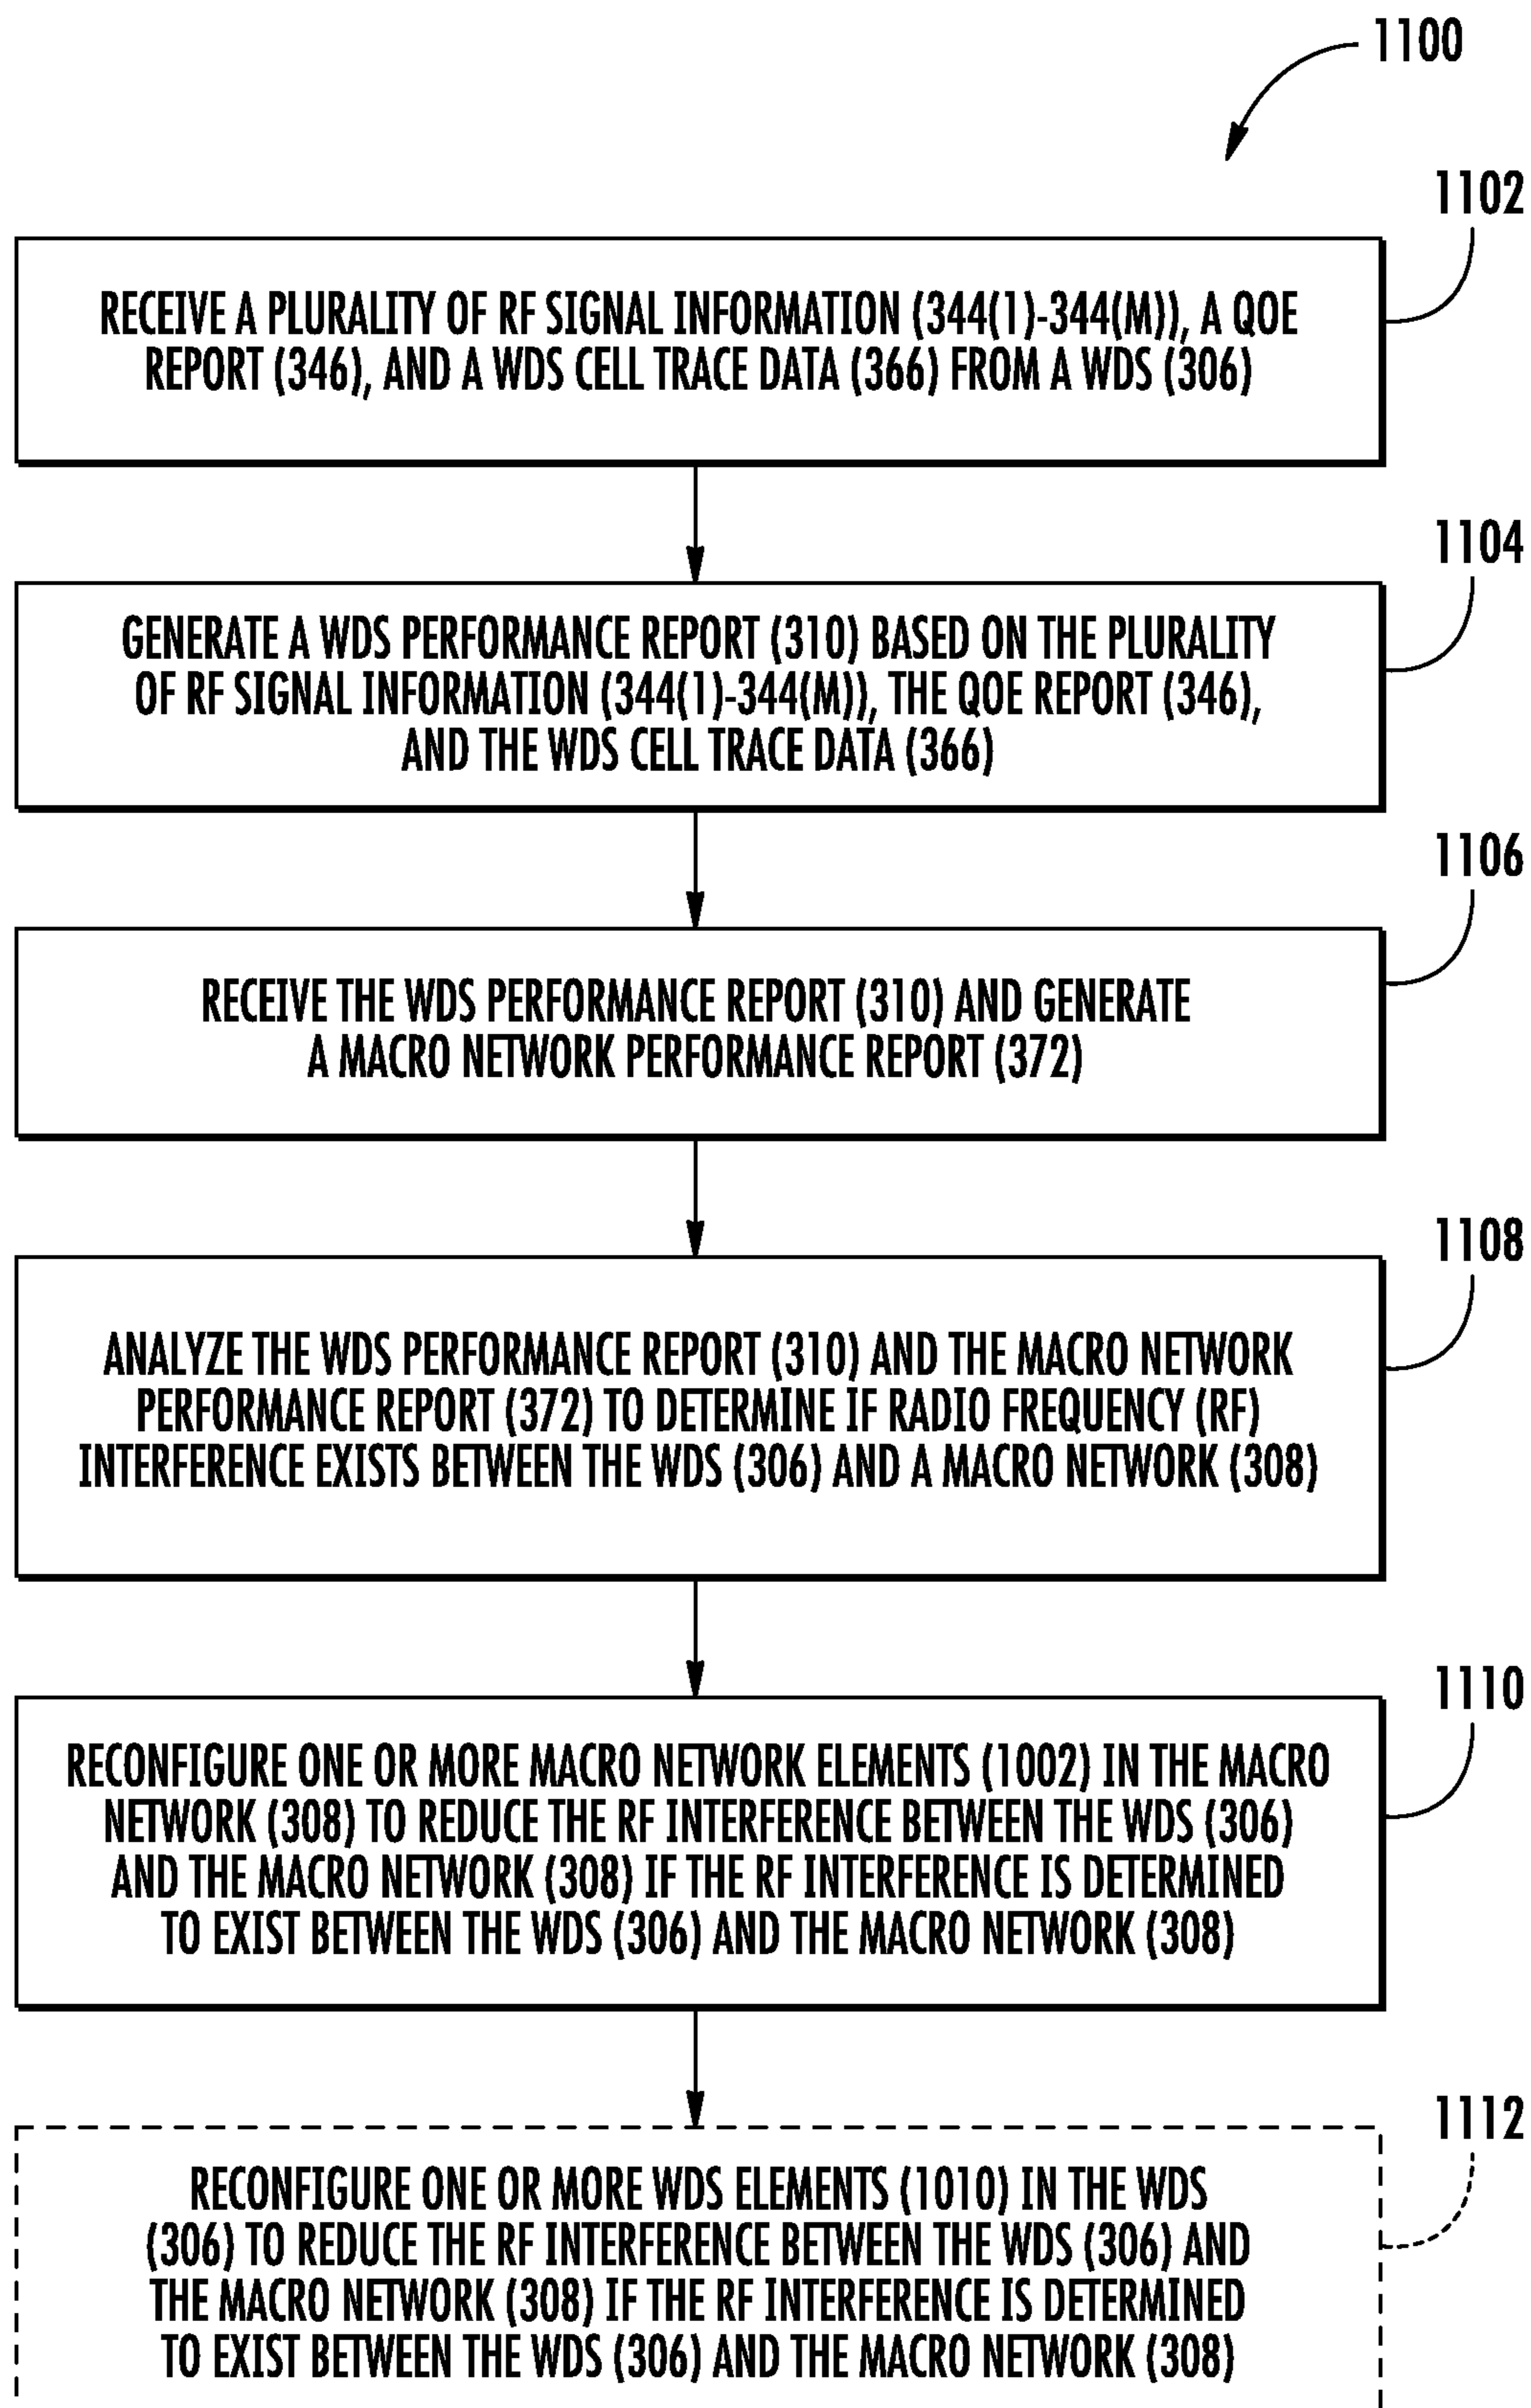 1100
1102
RECEIVE A PLURALITY OF RF SIGNAL INFORMATION (344(1)-344(M)), A QOE
REPORT (346), AND A WDS CELL TRACE DATA (366) FROM A WDS (306)
1104
GENERATE A WDS PERFORMANCE REPORT (310) BASED ON THE PLURALITY
OF RF SIGNAL INFORMATION (344(1)-344(M)), THE QOE REPORT (346),
AND THE WDS CELL TRACE DATA (366)
1106
RECEIVE THE WDS PERFORMANCE REPORT (310) AND GENERATE
A MACRO NETWORK PERFORMANCE REPORT (372)
1108
ANALYZE THE WDS PERFORMANCE REPORT (310) AND THE MACRO NETWORK
PERFORMANCE REPORT (372) TO DETERMINE IF RADIO FREQUENCY (RF)
INTERFERENCE EXISTS BETWEEN THE WDS (306) AND A MACRO NETWORK (308)
1110
RECONFIGURE ONE OR MORE MACRO NETWORK ELEMENTS (1002) IN THE MACRO
NETWORK (308) TO REDUCE THE RF INTERFERENCE BETWEEN THE WDS (306)
AND THE MACRO NETWORK (308) IF THE RF INTERFERENCE IS DETERMINED
TO EXIST BETWEEN THE WDS (306) AND THE MACRO NETWORK (308)
1112
RECONFIGURE ONE OR MORE WDS ELEMENTS (1010) IN THE WDS
(306) TO REDUCE THE RF INTERFERENCE BETWEEN THE WDS (306) AND
THE MACRO NETWORK (308) IF THE RF INTERFERENCE IS DETERMINED
TO EXIST BETWEEN THE WDS (306) AND THE MACRO NETWORK (308)